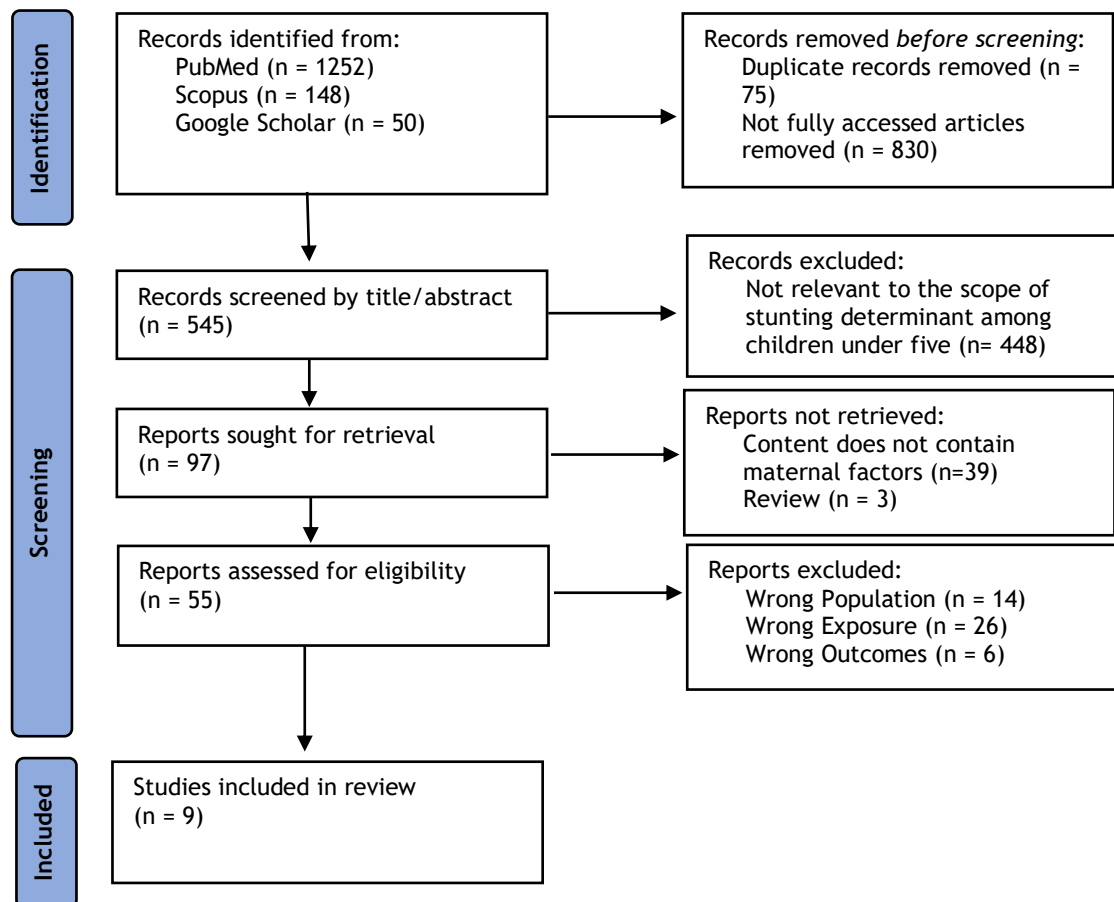 Identification
Records identified from:
PubMed (n = 1252)
Scopus (n = 148)
Google Scholar (n = 50)
Records removed before screening:
Duplicate records removed (n =
75)
Not fully accessed articles
removed (n = 830)
Screening
Records screened by title/abstract
(n = 545)
Records excluded:
Not relevant to the scope of
stunting determinant among
children under five (n= 448)
Reports sought for retrieval
(n = 97)
Reports not retrieved:
Content does not contain
maternal factors (n=39)
Review (n = 3)
Reports assessed for eligibility
(n = 55)
Reports excluded:
Wrong Population (n = 14)
Wrong Exposure (n = 26)
Wrong Outcomes (n = 6)
Included
Studies included in review
(n = 9)